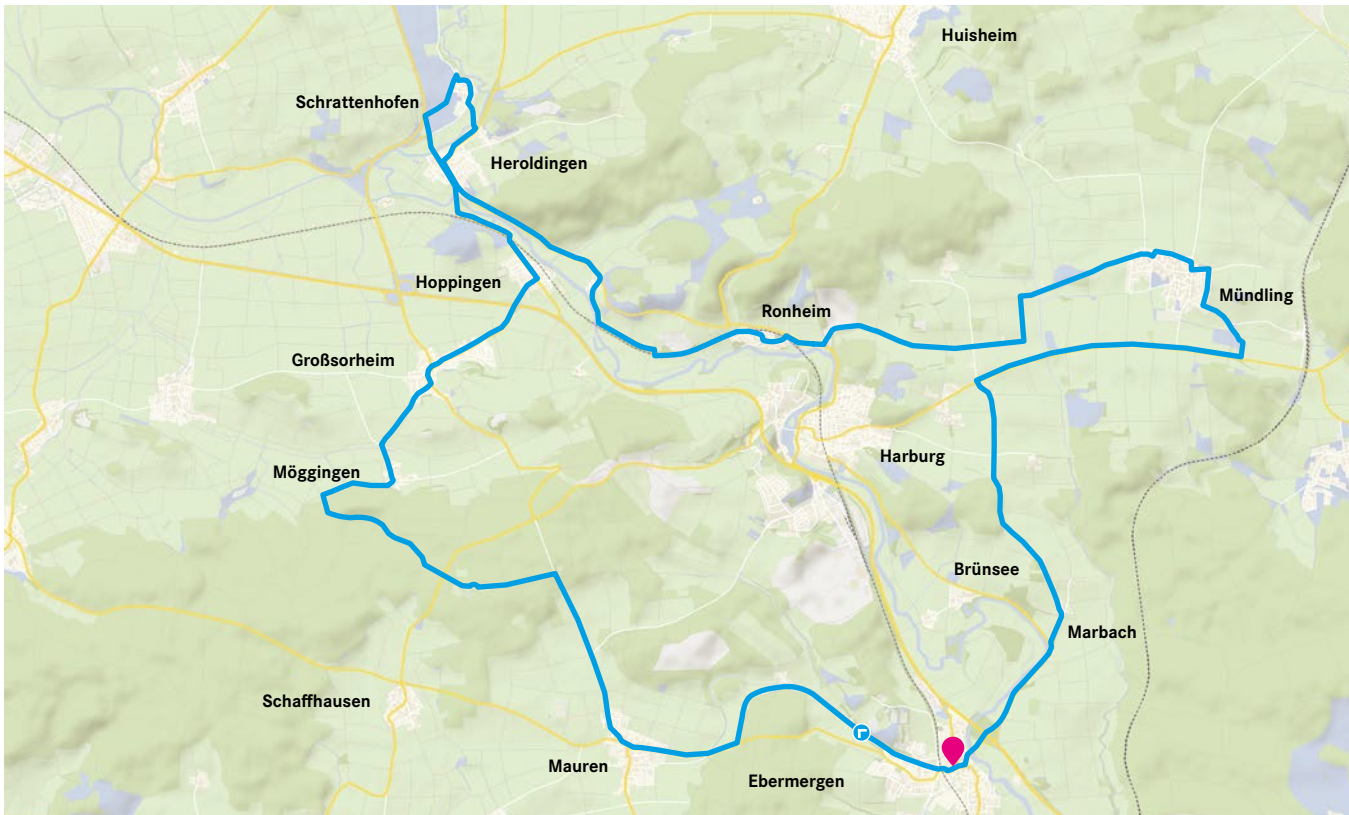 Huisheim
Schrattenhofen
Heroldingen
Hoppingen
Mündling
Ronheim
Großsorheim
Harburg
Möggingen
Brünsee
Marbach
Schaffhausen
Mauren
Ebermergen